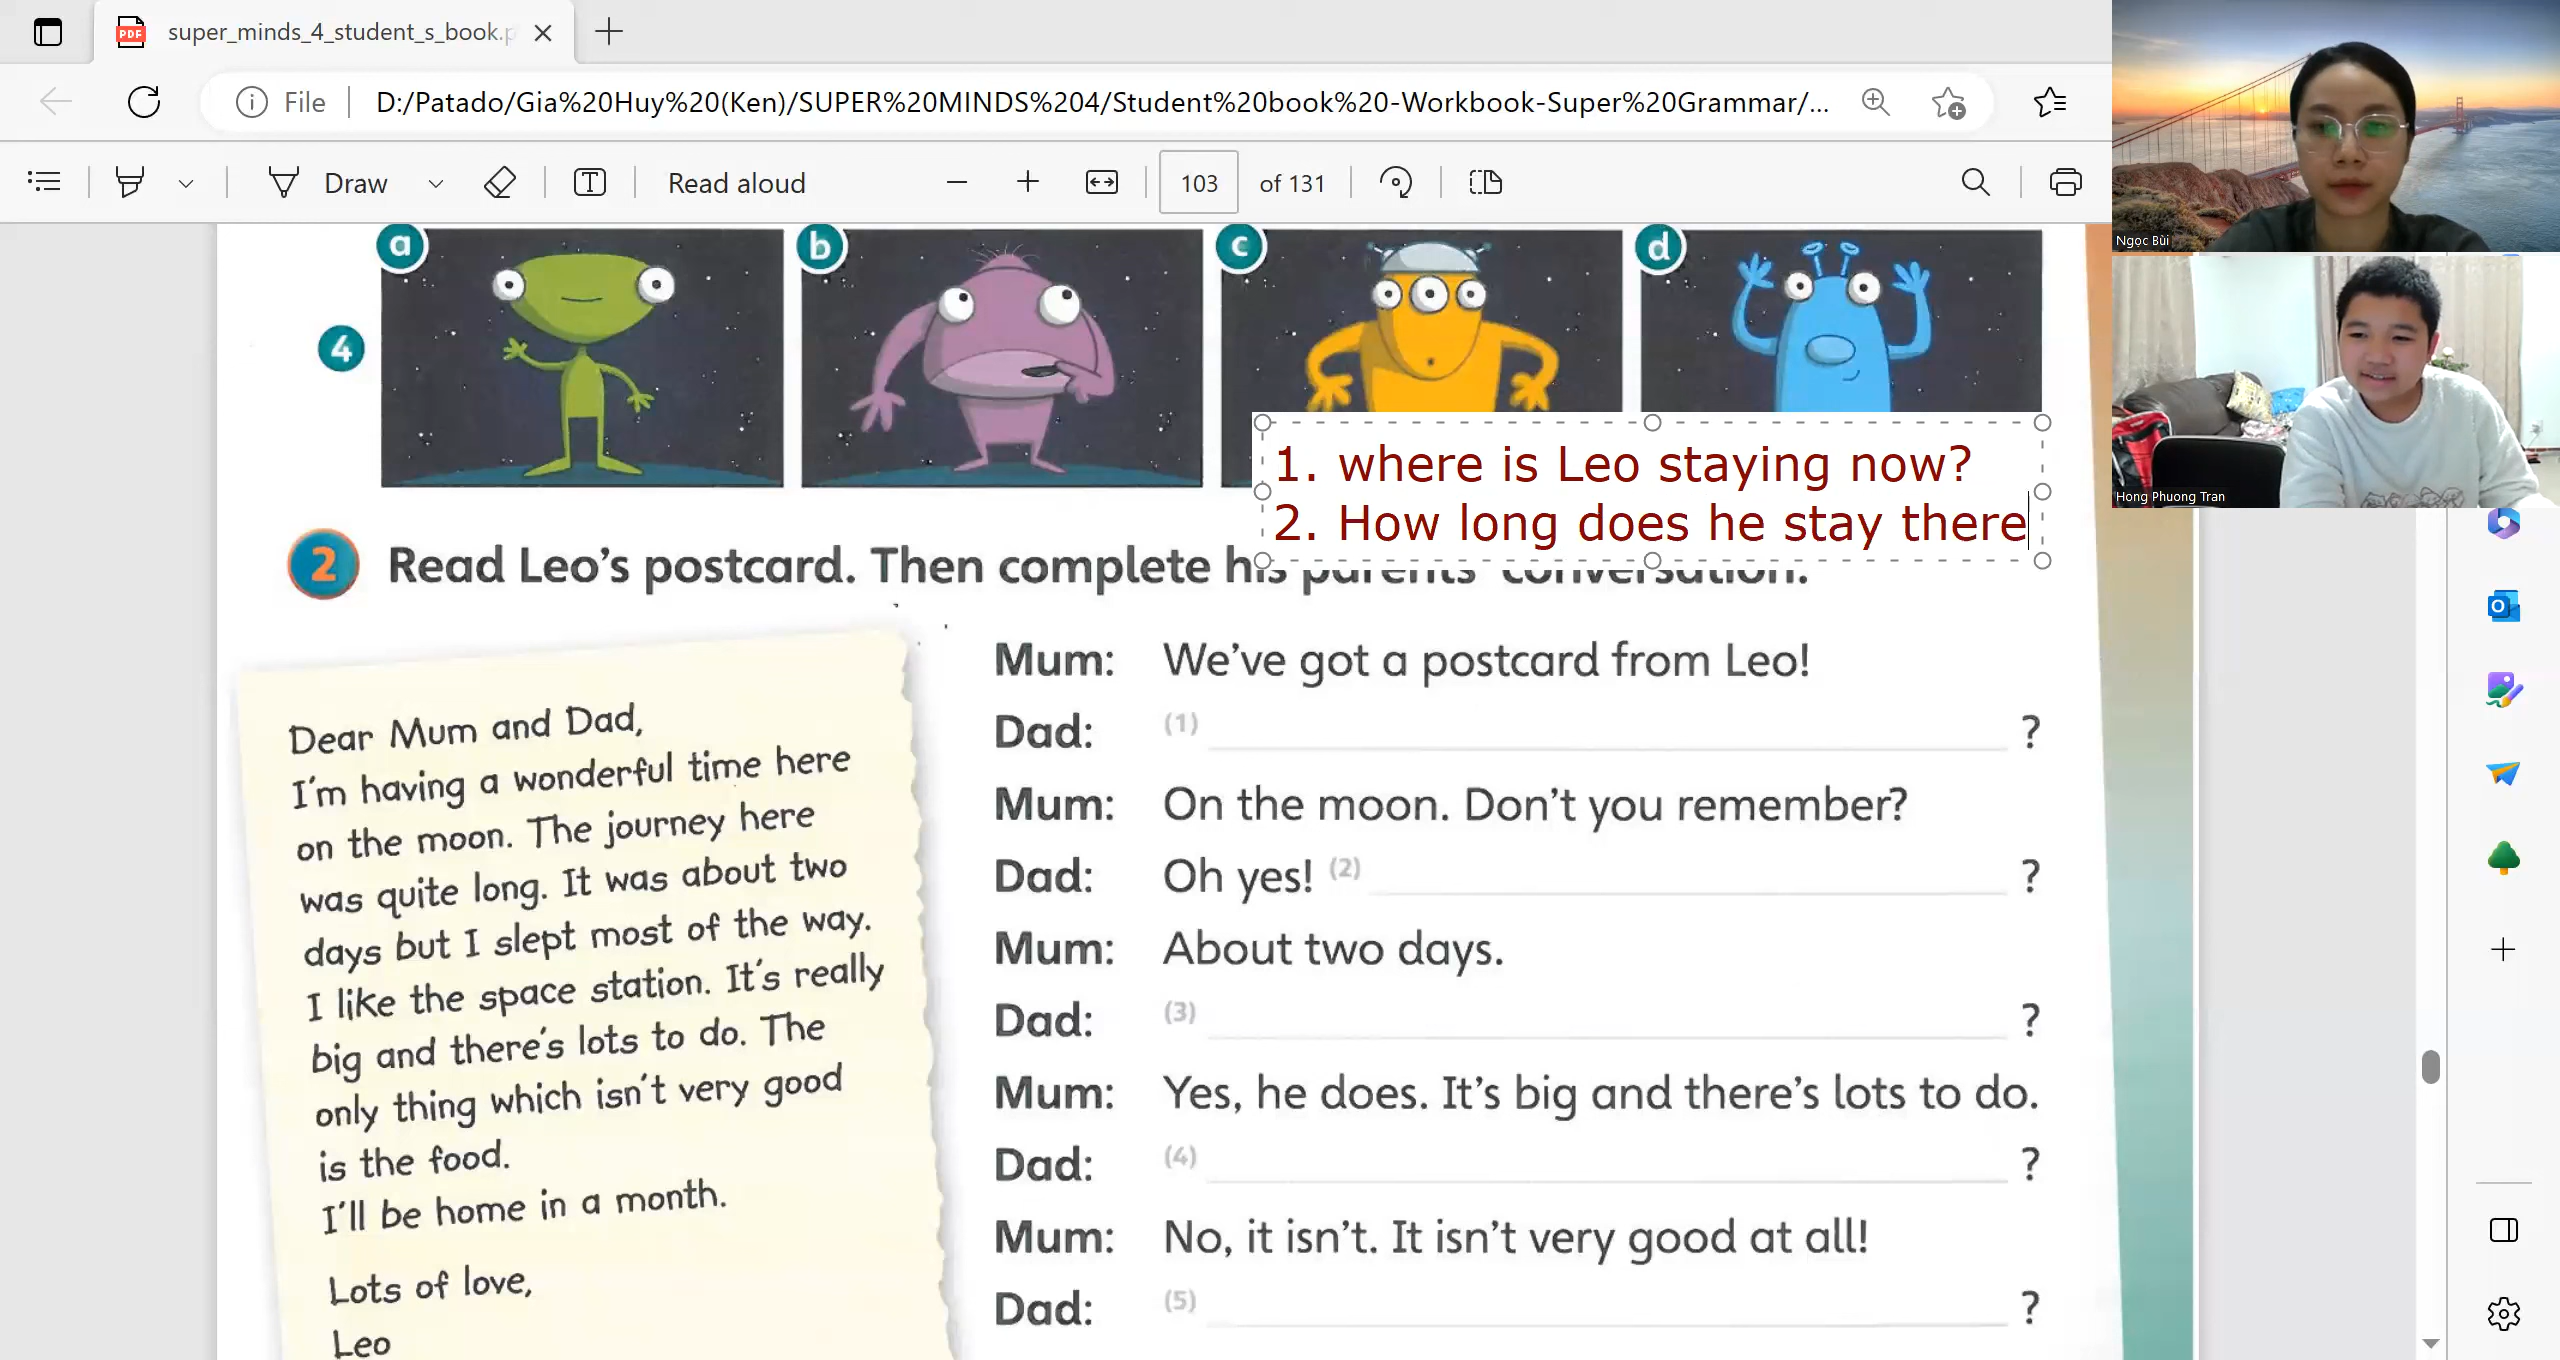 super_minds_4_student_s_book.p
File
D:/Patado/Gia%20Huy%20(Ken)/SUPER%20MINDS%204/Student%20book%20-Workbook-Super%20Grammar/...
Draw
Read aloud
103 of 131
Ngọc Bùi
Hong Phuong Tran
a b c d
4
1. where is Leo staying now?
2. How long does he stay there
2 Read Leo's postcard. Then complete his parents' conversation.
Dear Mum and Dad,
I'm having a wonderful time here
on the moon. The journey here
was quite long. It was about two
days but I slept most of the way.
I like the space station. It's really
big and there's lots to do. The
only thing which isn't very good
is the food.
I'll be home in a month.
Lots of love,
Leo
Mum: We've got a postcard from Leo!
Dad: (1) ?
Mum: On the moon. Don't you remember?
Dad: Oh yes! (2) ?
Mum: About two days.
Dad: (3) ?
Mum: Yes, he does. It's big and there's lots to do.
Dad: (4) ?
Mum: No, it isn't. It isn't very good at all!
Dad: (5) ?